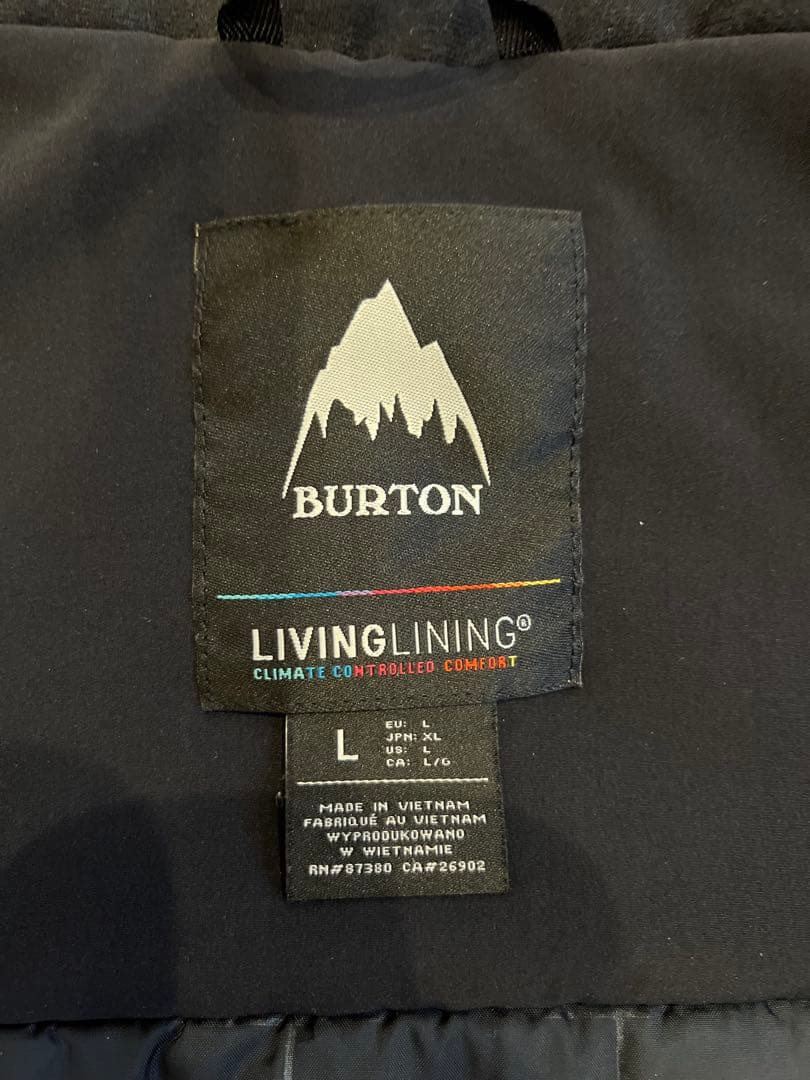 BURTON
LIVINGLINING®
CLIMATE CONTROLLED COMFORT
L
EU: L
JPN: XL
US: L
CA: L/G
MADE IN VIETNAM
FABRIQUÉ AU VIETNAM
WYPRODUKOWANO
W WIETNAMIE
RN#87380 CA#26902